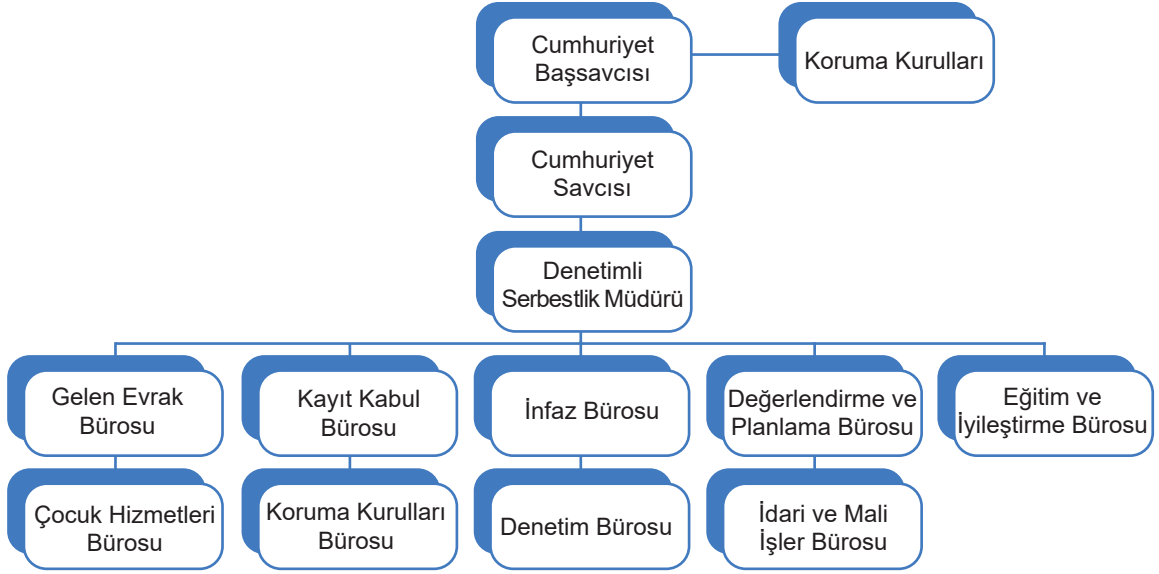 Cumhuriyet
Başsavcısı
Koruma Kurulları
Cumhuriyet
Savcısı
Denetimli
Serbestlik Müdürü
Gelen Evrak
Bürosu
Kayıt Kabul
Bürosu
İnfaz Bürosu
Değerlendirme ve
Planlama Bürosu
Eğitim ve
İyileştirme Bürosu
Çocuk Hizmetleri
Bürosu
Koruma Kurulları
Bürosu
Denetim Bürosu
İdari ve Mali
İşler Bürosu